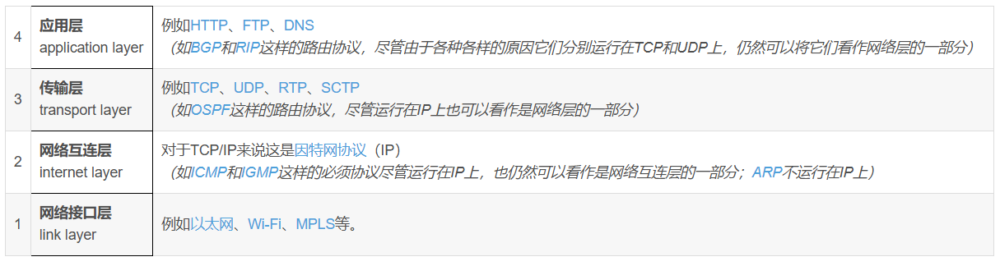 4
应用层
application layer
例如HTTP、FTP、DNS
（如BGP和RIP这样的路由协议，尽管由于各种各样的原因它们分别运行在TCP和UDP上，仍然可以将它们看作网络层的一部分）
3
传输层
transport layer
例如TCP、UDP、RTP、SCTP
（如OSPF这样的路由协议，尽管运行在IP上也可以看作是网络层的一部分）
2
网络互连层
internet layer
对于TCP/IP来说这是因特网协议（IP）
（如ICMP和IGMP这样的必须协议尽管运行在IP上，也仍然可以看作是网络互连层的一部分；ARP不运行在IP上）
1
网络接口层
link layer
例如以太网、Wi-Fi、MPLS等。